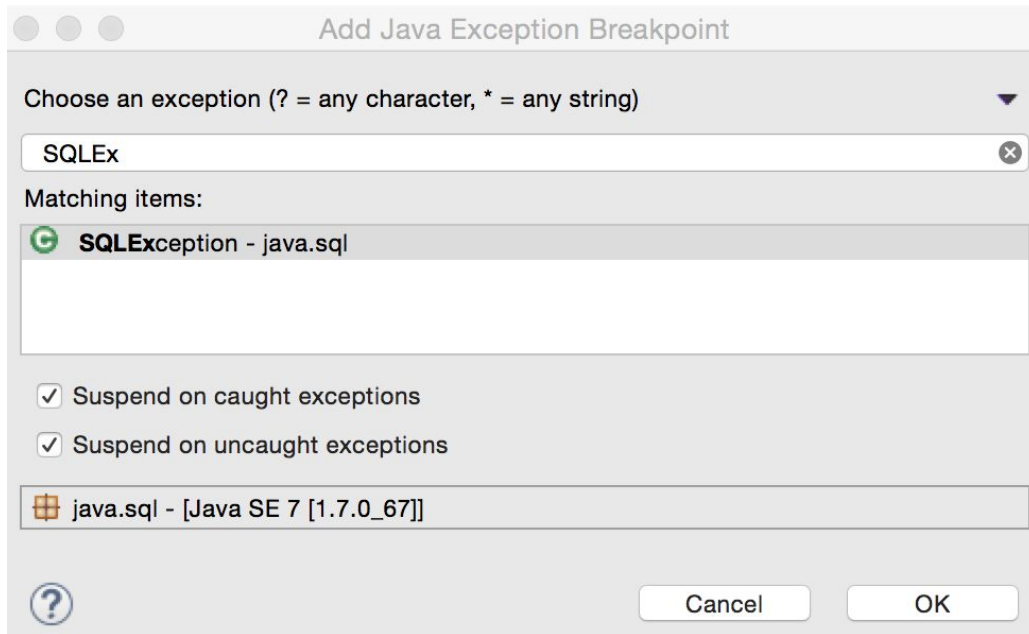 Add Java Exception Breakpoint
Choose an exception (? = any character, * = any string)
SQLEx
Matching items:
C SQLException - java.sql
Suspend on caught exceptions
Suspend on uncaught exceptions
java.sql - [Java SE 7 [1.7.0_67]]
? Cancel OK